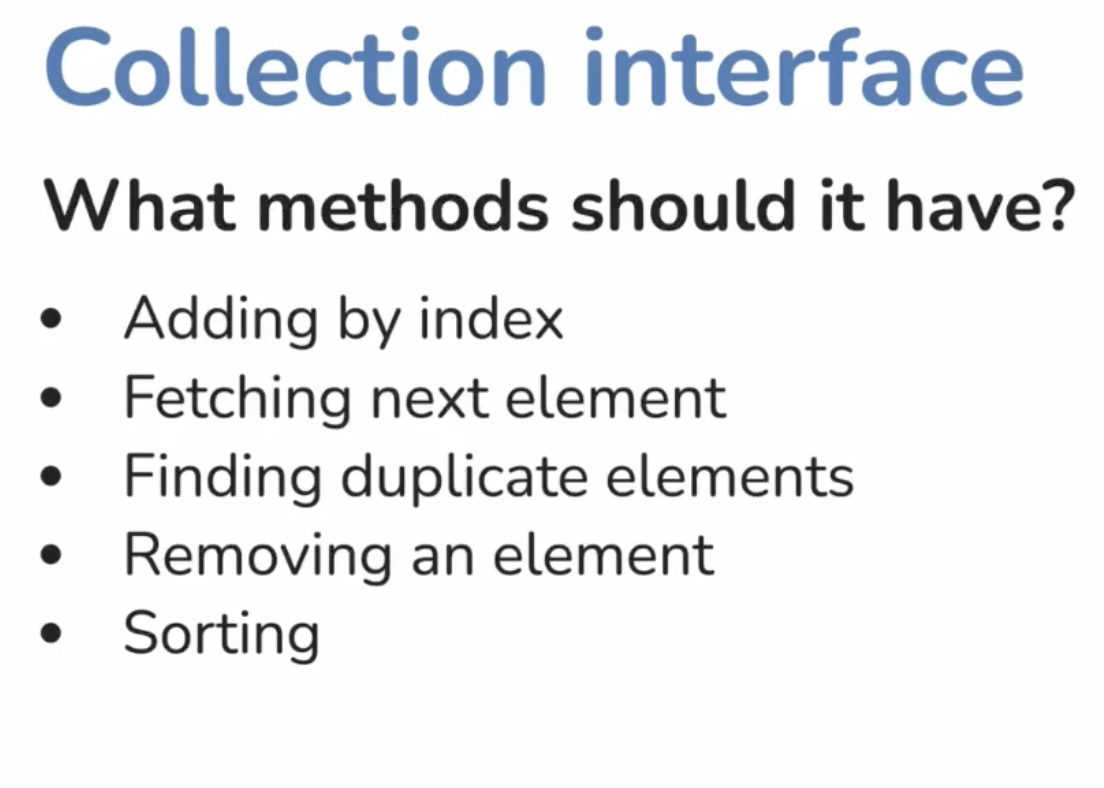 Collection interface
What methods should it have?
• Adding by index
• Fetching next element
• Finding duplicate elements
• Removing an element
• Sorting